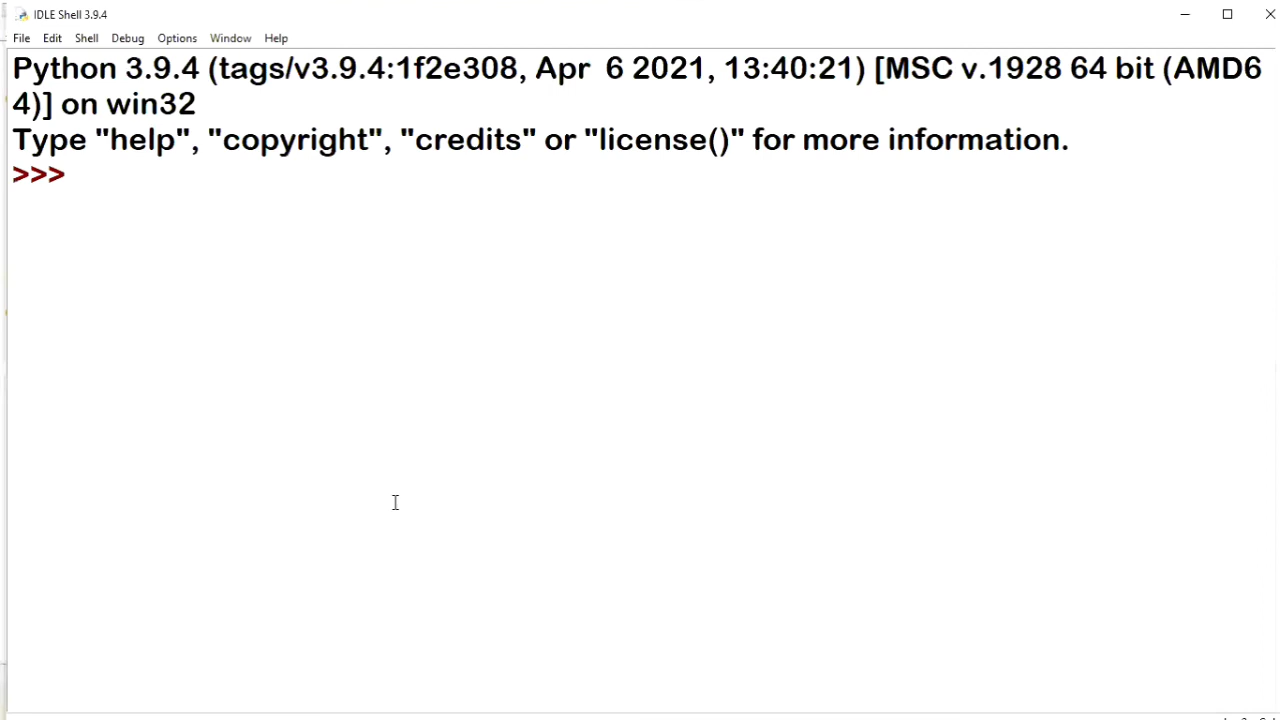 IDLE Shell 3.9.4
File Edit Shell Debug Options Window Help
Python 3.9.4 (tags/v3.9.4:1f2e308, Apr  6 2021, 13:40:21) [MSC v.1928 64 bit (AMD6
4)] on win32
Type "help", "copyright", "credits" or "license()" for more information.
>>>